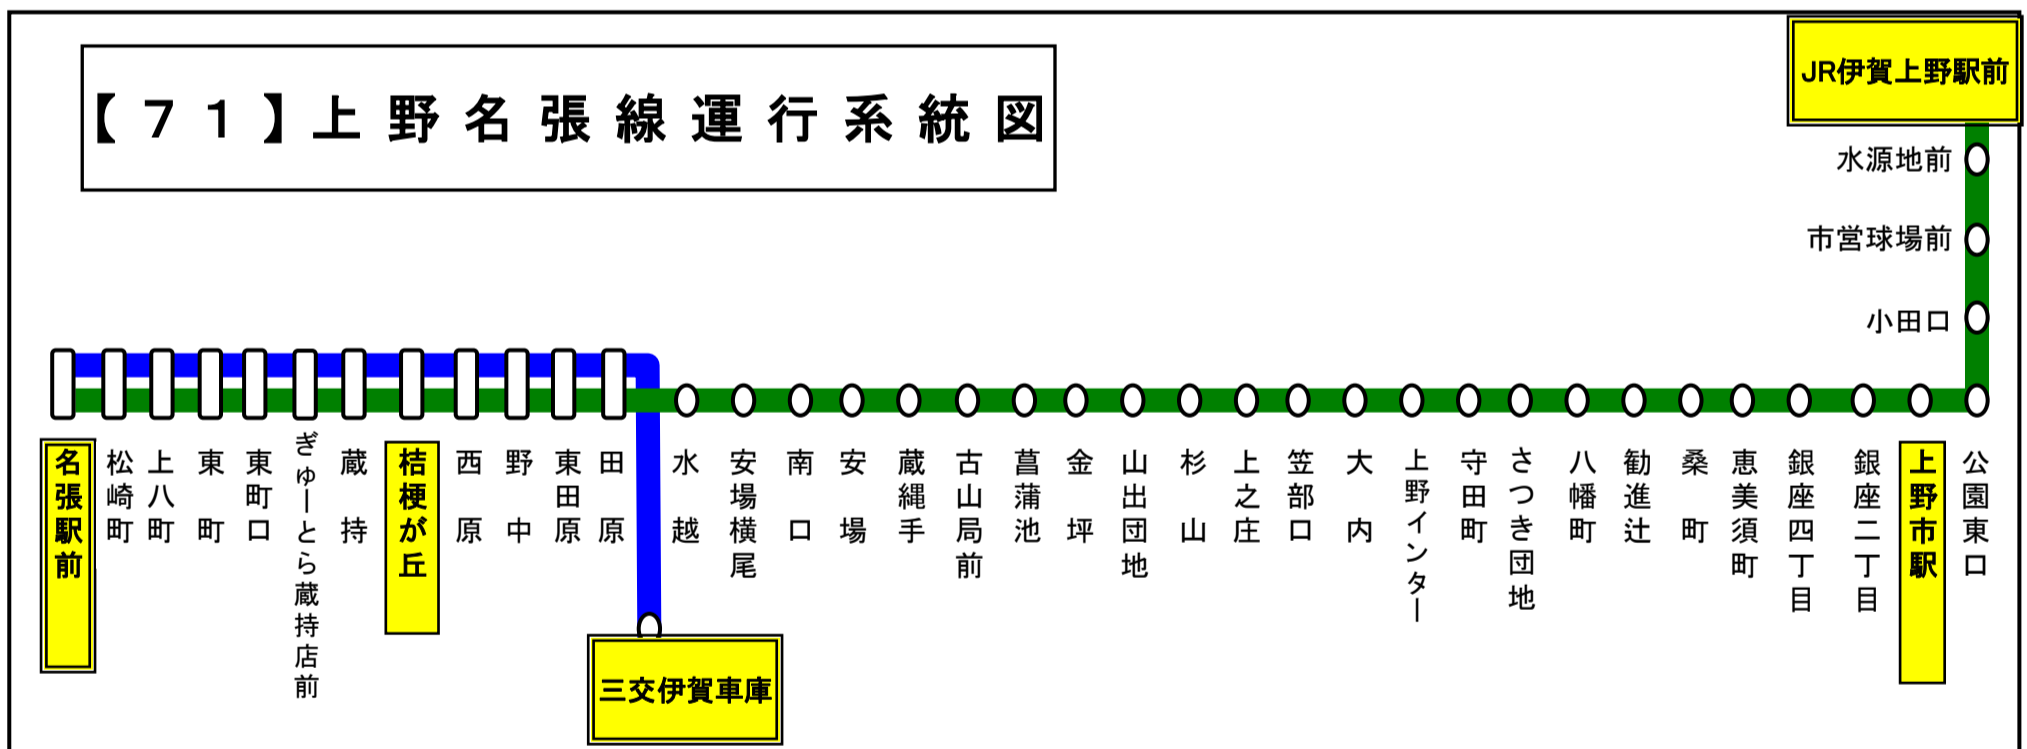 【71】上野名張線運行系統図
JR伊賀上野駅前
水源地前
市営球場前
小田口
名張駅前
松崎町
上八町
東町
東町口
ぎゅーとら蔵持店前
蔵持
桔梗が丘
西原
野中
東田原
田原
水越
安場横尾
南口
安場
蔵縄手
古山局前
菖蒲池
金坪
山出団地
杉山
上之庄
笠部口
大内
上野インター
守田町
さつき団地
八幡町
勧進辻
桑町
恵美須町
銀座四丁目
銀座二丁目
上野市駅
公園東口
三交伊賀車庫